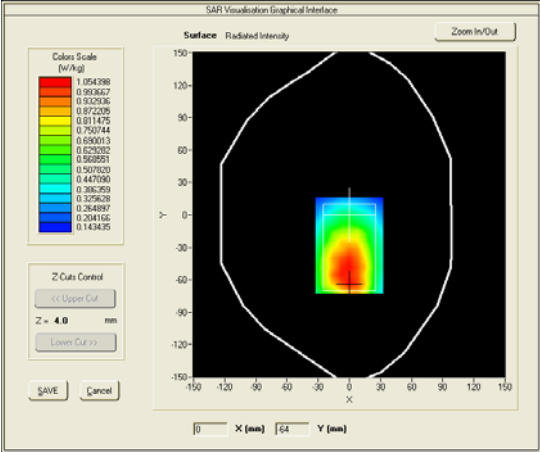 SAR Visualisation Graphical Interface
Surface Radiated Intensity
Zoom In/Out
Colors Scale
(W/kg)
1.054398
0.993667
0.932936
0.872205
0.811475
0.750744
0.690013
0.629282
0.568551
0.507820
0.447090
0.386359
0.325628
0.264897
0.204166
0.143435
Z-Cuts Control
<< Upper Cut
Z = 4.0 mm
Lower Cut >>
SAVE
Cancel
150
120
90
60
30
0
-30
-60
-90
-120
-150
Y
-150 -120 -90 -60 -30 0 30 60 90 120 150
X
0 X (mm) -64 Y (mm)